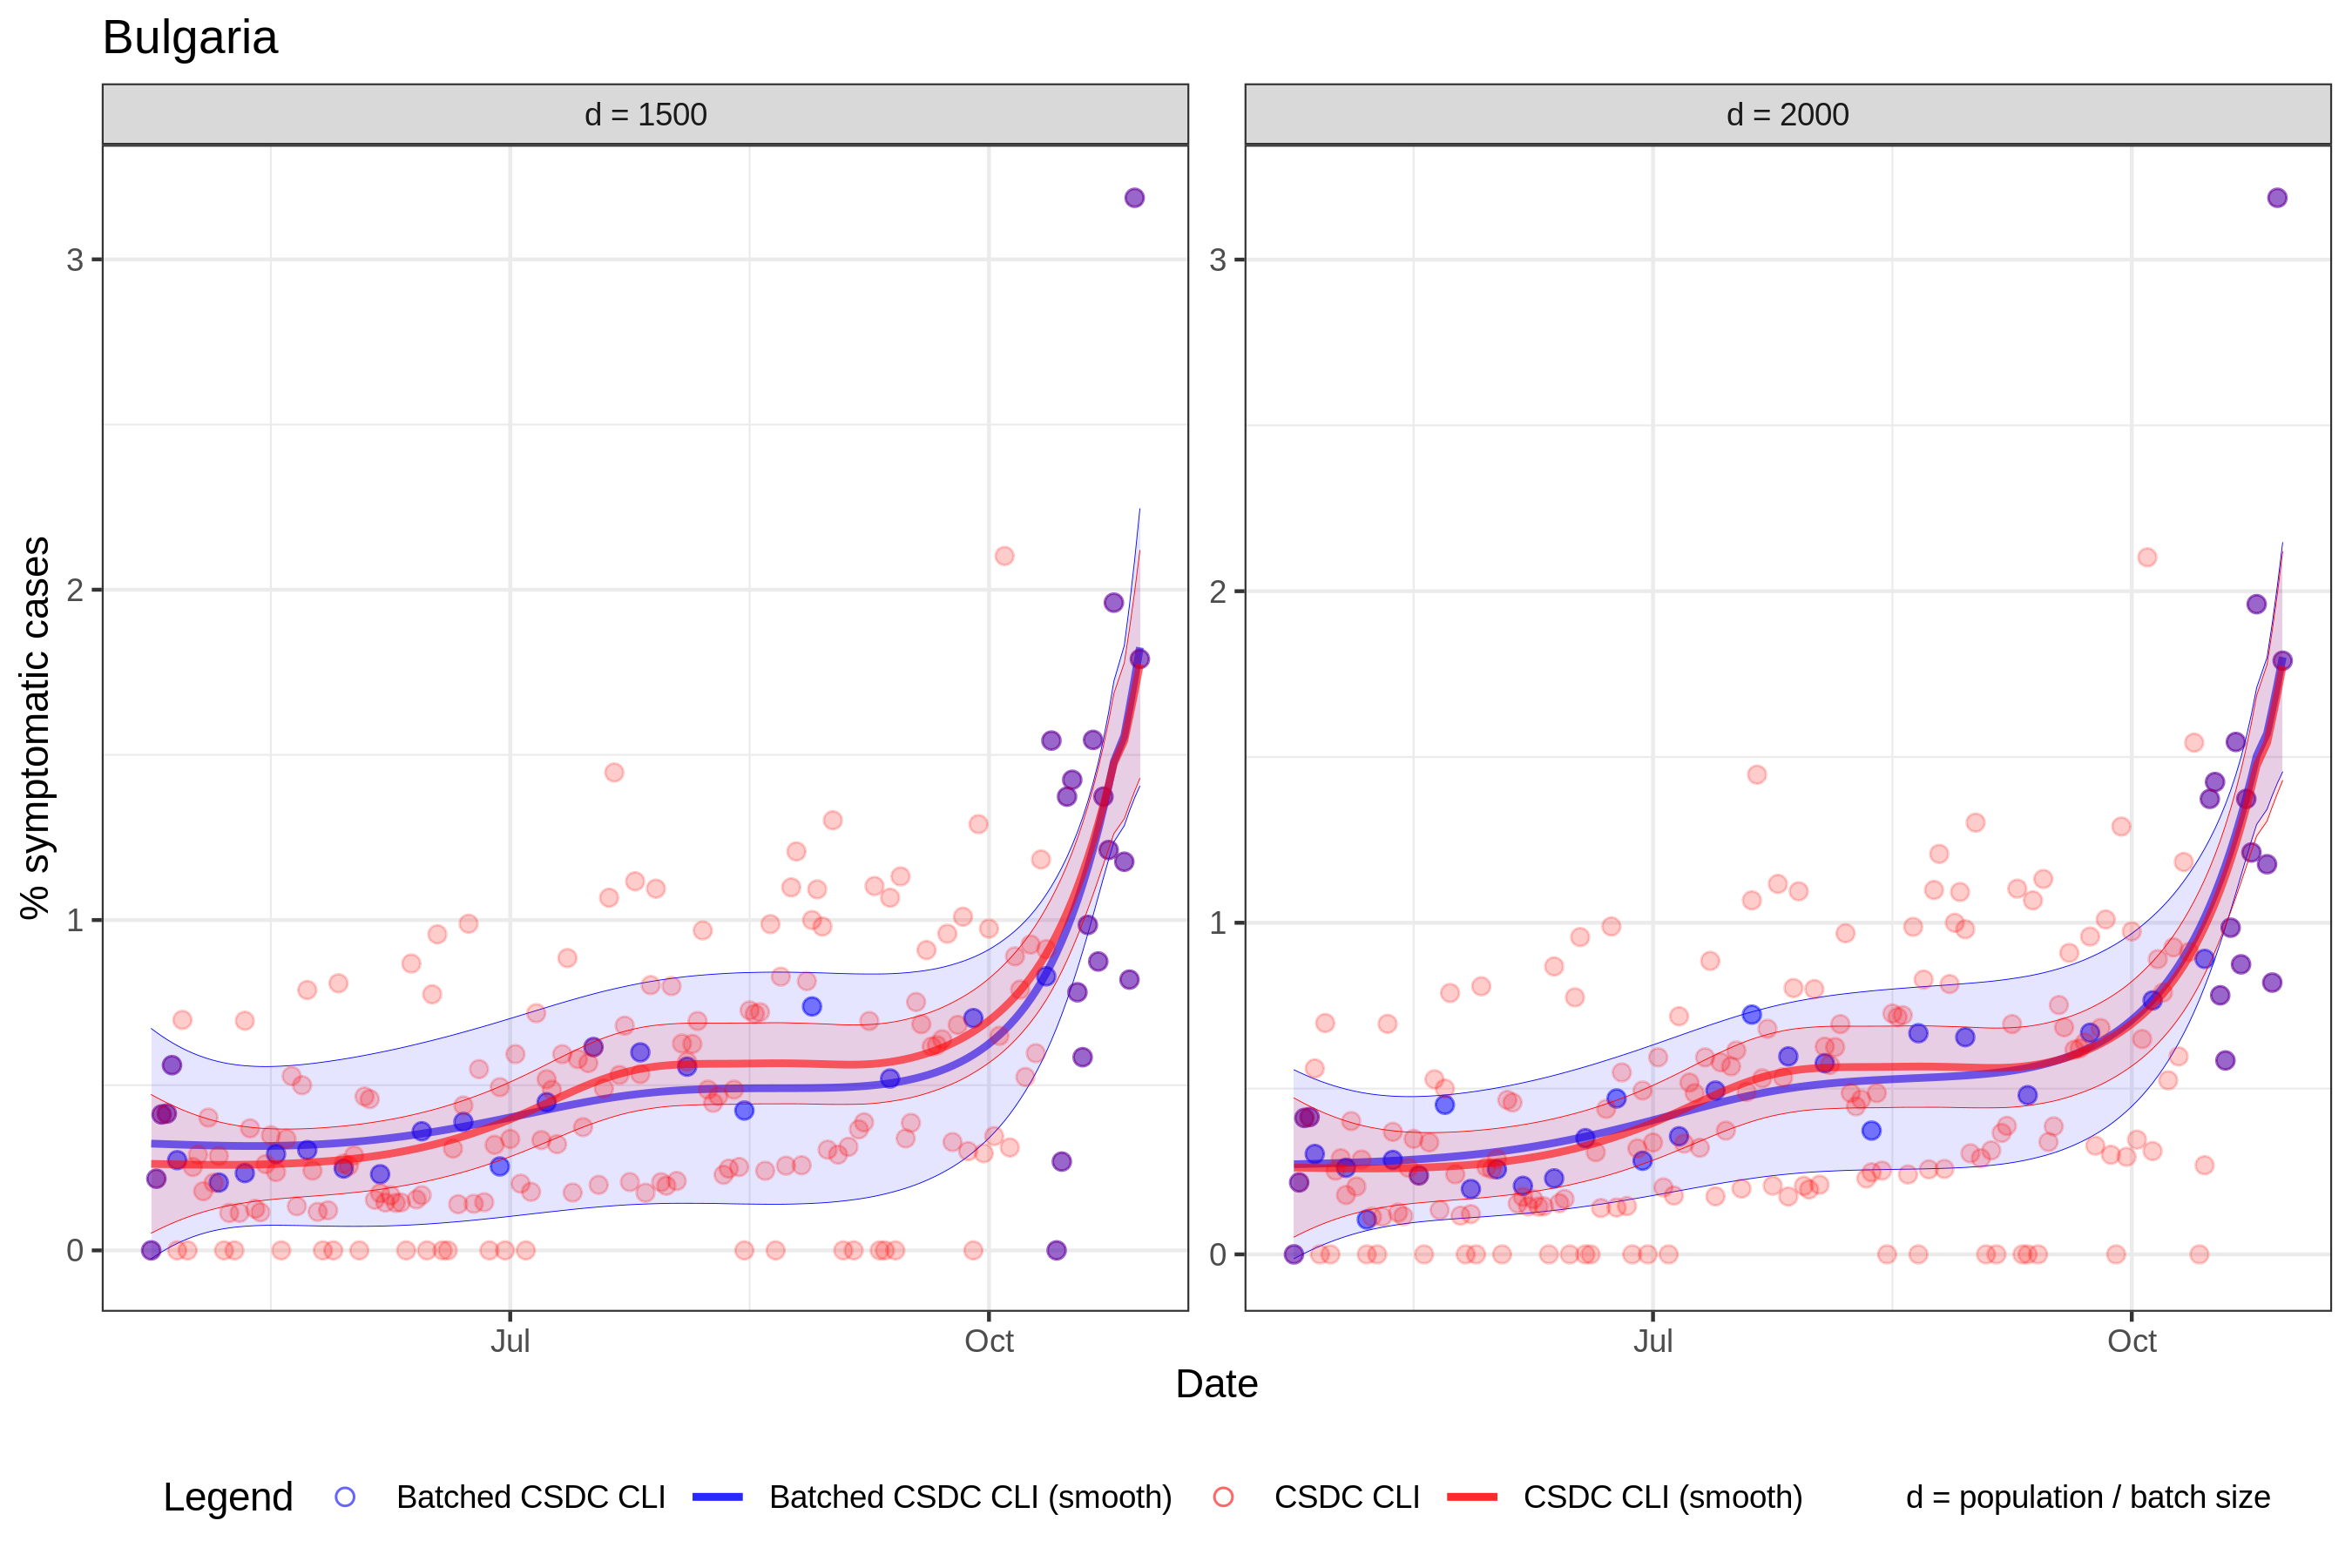 Bulgaria
d = 1500
d = 2000
% symptomatic cases
3
2
1
0
3
2
1
0
Jul
Oct
Jul
Oct
Date
Legend
Batched CSDC CLI
Batched CSDC CLI (smooth)
CSDC CLI
CSDC CLI (smooth)
d = population / batch size